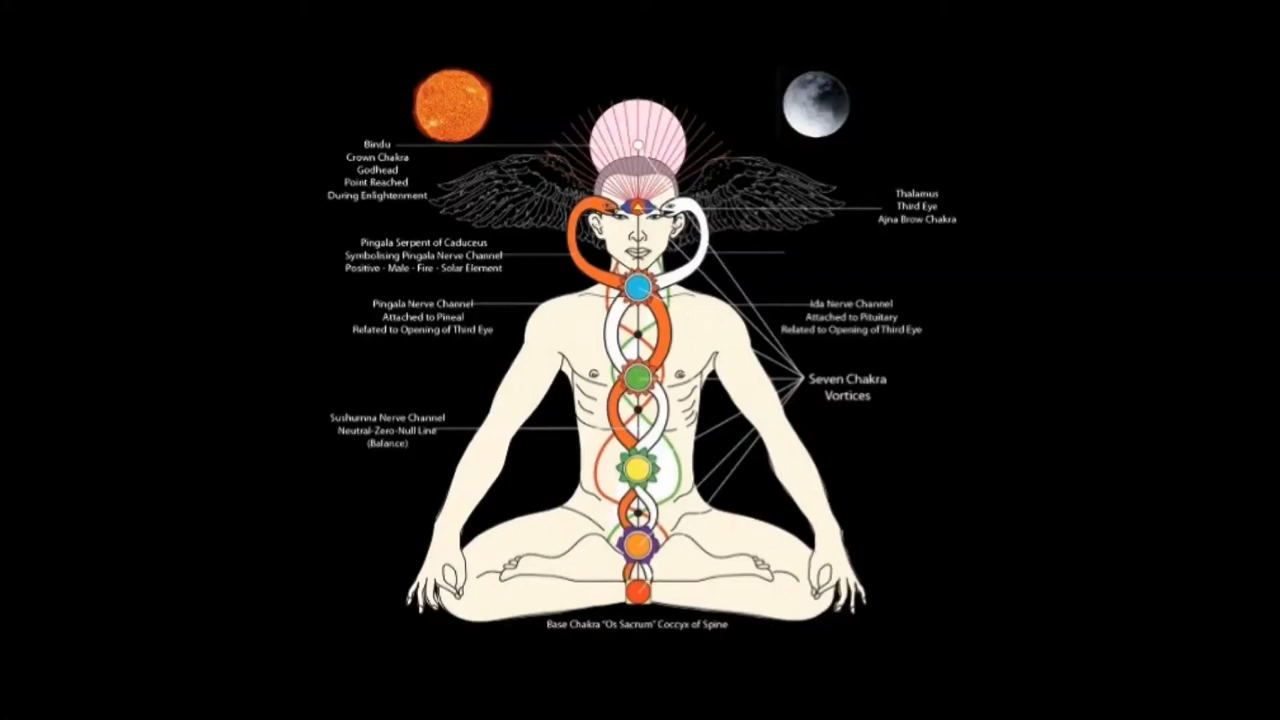 Bindu
Crown Chakra
Godhead
Point Reached
During Enlightenment
Thalamus
Third Eye
Ajna Brow Chakra
Pingala Serpent of Caduceus
Symbolising Pingala Nerve Channel
Positive - Male - Fire - Solar Element
Pingala Nerve Channel
Attached to Pineal
Related to Opening of Third Eye
Ida Nerve Channel
Attached to Pituitary
Related to Opening of Third Eye
Seven Chakra
Vortices
Sushumna Nerve Channel
Neutral-Zero-Null Line
(Balance)
Base Chakra "Os Sacrum" Coccyx of Spine